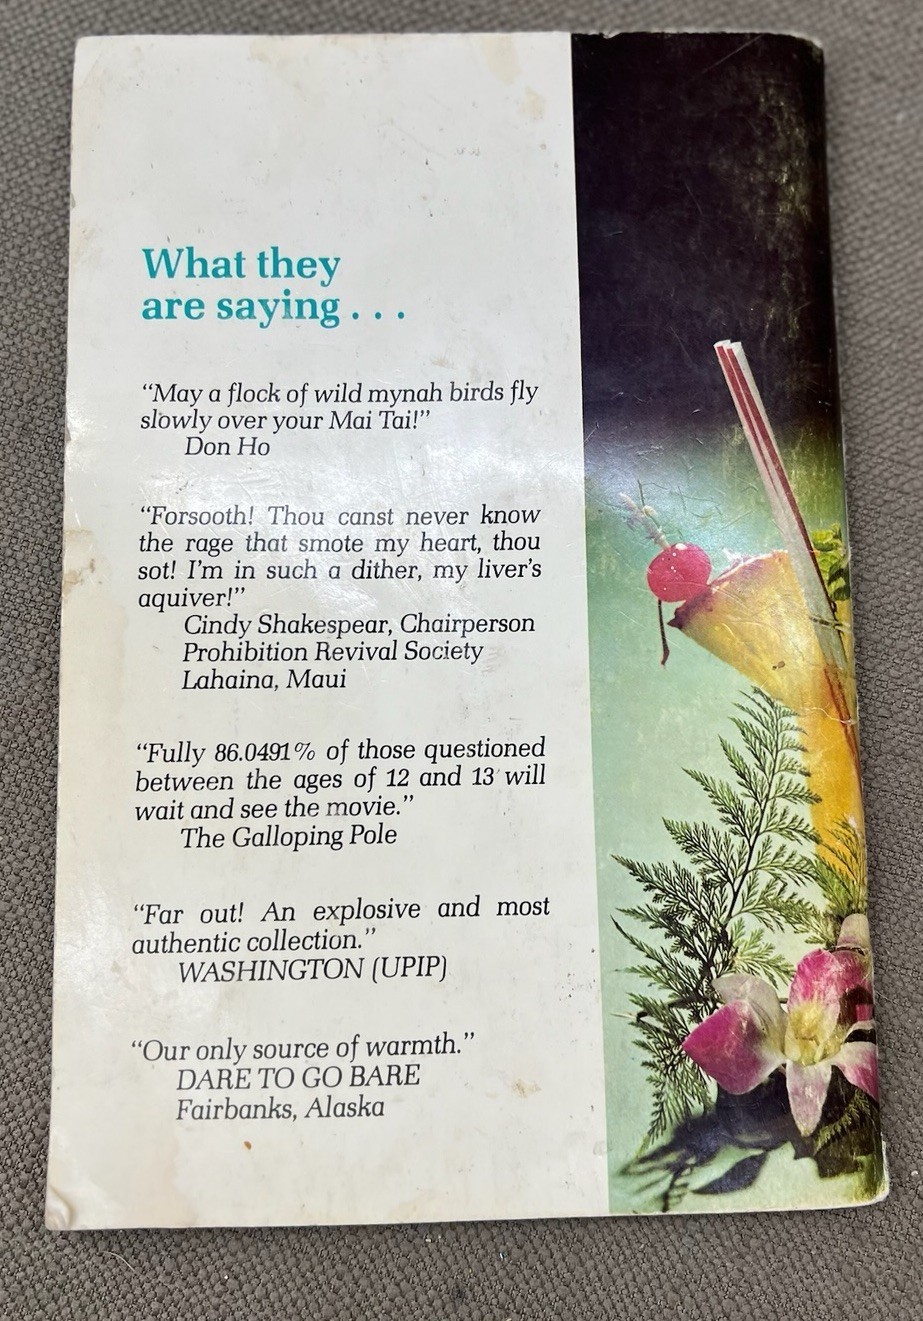 What they
are saying . . .
“May a flock of wild mynah birds fly
slowly over your Mai Tai!”
Don Ho
“Forsooth! Thou canst never know
the rage that smote my heart, thou
sot! I'm in such a dither, my liver's
aquiver!”
Cindy Shakespear, Chairperson
Prohibition Revival Society
Lahaina, Maui
“Fully 86.0491% of those questioned
between the ages of 12 and 13 will
wait and see the movie.”
The Galloping Pole
“Far out! An explosive and most
authentic collection.”
WASHINGTON (UPIP)
“Our only source of warmth.”
DARE TO GO BARE
Fairbanks, Alaska